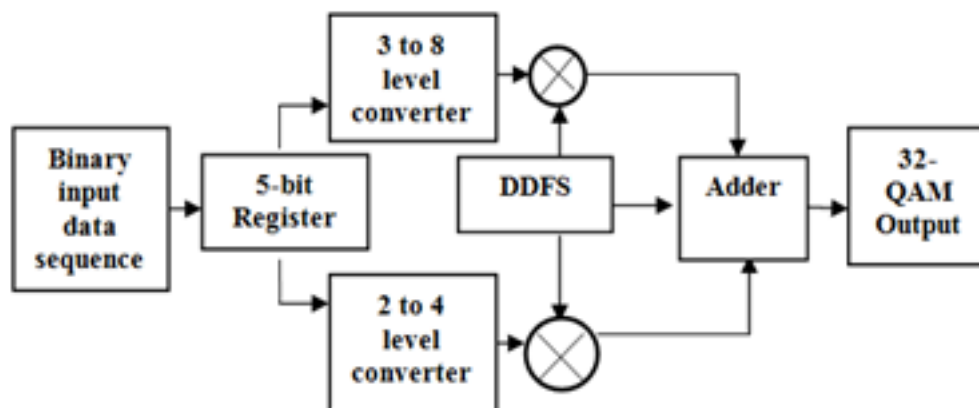 Binary
input
data
sequence
5-bit
Register
3 to 8
level
converter
2 to 4
level
converter
DDFS
Adder
32-
QAM
Output